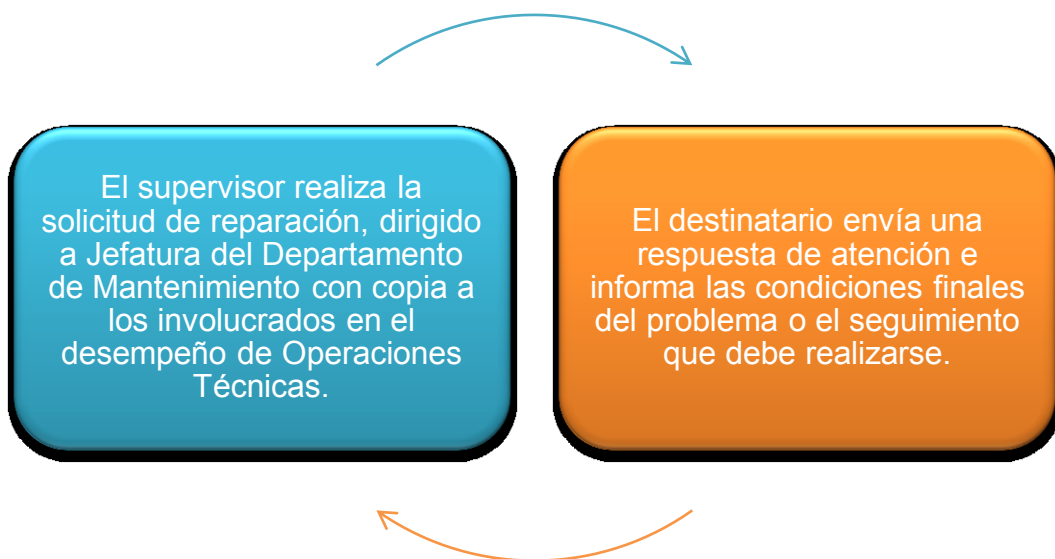 El supervisor realiza la
solicitud de reparación, dirigido
a Jefatura del Departamento
de Mantenimiento con copia a
los involucrados en el
desempeño de Operaciones
Técnicas.
El destinatario envía una
respuesta de atención e
informa las condiciones finales
del problema o el seguimiento
que debe realizarse.